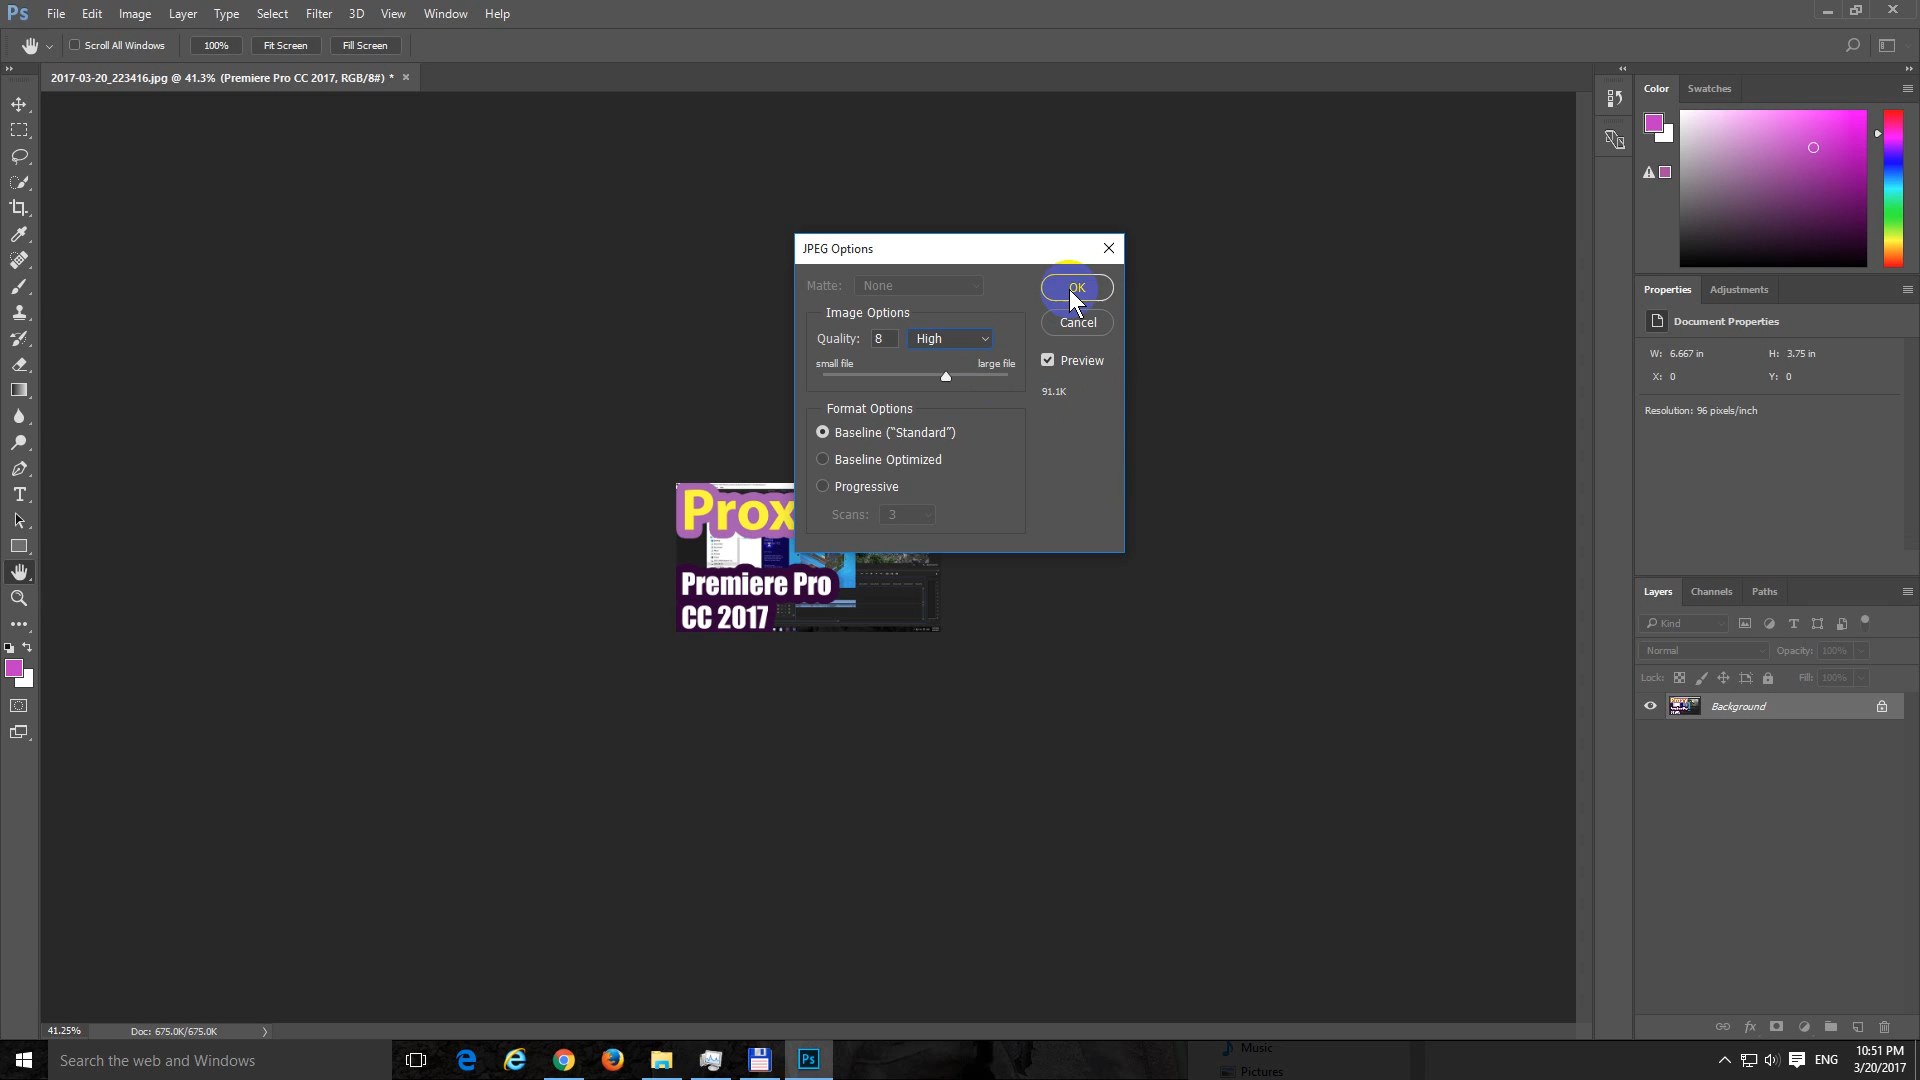 Ps File Edit Image Layer Type Select Filter 3D View Window Help
Scroll All Windows 100% Fit Screen Fill Screen
2017-03-20_223416.jpg @ 41.3% (Premiere Pro CC 2017, RGB/8#) * ×
Color Swatches
JPEG Options
Matte: None
OK
Image Options
Cancel
Quality: 8 High
small file large file
Preview
91.1K
Format Options
Baseline (“Standard”)
Baseline Optimized
Progressive
Scans: 3
Prox
Premiere Pro
CC 2017
Properties Adjustments
Document Properties
W: 6.667 in H: 3.75 in
X: 0 Y: 0
Resolution: 96 pixels/inch
Layers Channels Paths
Kind
Normal Opacity: 100%
Lock: Fill: 100%
Background
41.25% Doc: 675.0K/675.0K
Search the web and Windows
Music
Pictures
ENG
10:51 PM
3/20/2017